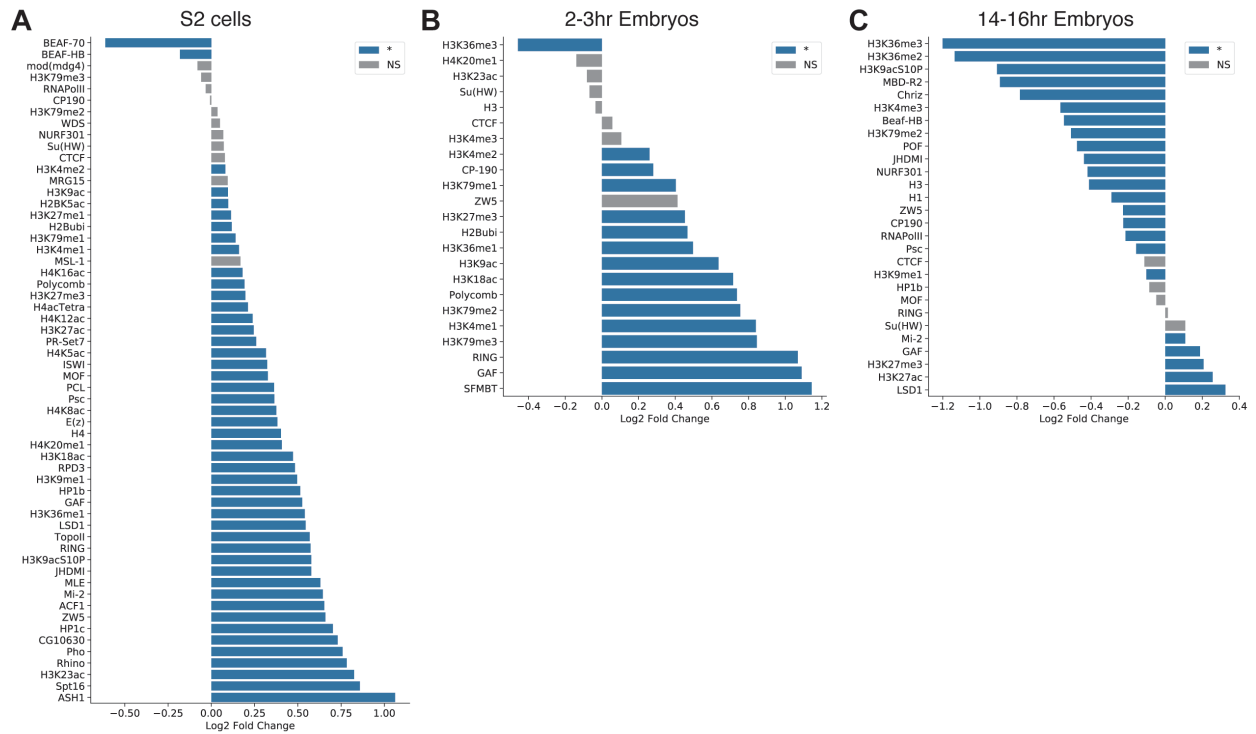 A
S2 cells
BEAF-70
BEAF-HB
mod(mdg4)
H3K79me3
RNAPolII
CP190
H3K79me2
WDS
NURF301
Su(HW)
CTCF
H3K4me2
MRG15
H3K9ac
H2BK5ac
H3K27me1
H2Bubi
H3K79me1
H3K4me1
MSL-1
H4K16ac
Polycomb
H3K27me3
H4acTetra
H4K12ac
H3K27ac
PR-Set7
H4K5ac
ISWI
MOF
PCL
Psc
H4K8ac
E(z)
H4
H4K20me1
H3K18ac
RPD3
H3K9me1
HP1b
GAF
H3K36me1
LSD1
TopoII
RING
H3K9acS10P
JHDMI
MLE
Mi-2
ACF1
ZW5
HP1c
CG10630
Pho
Rhino
H3K23ac
Spt16
ASH1
*
NS
−0.50 −0.25 0.00 0.25 0.50 0.75 1.00
Log2 Fold Change
B
2-3hr Embryos
H3K36me3
H4K20me1
H3K23ac
Su(HW)
H3
CTCF
H3K4me3
H3K4me2
CP-190
H3K79me1
ZW5
H3K27me3
H2Bubi
H3K36me1
H3K9ac
H3K18ac
Polycomb
H3K79me2
H3K4me1
H3K79me3
RING
GAF
SFMBT
*
NS
−0.4 −0.2 0.0 0.2 0.4 0.6 0.8 1.0 1.2
Log2 Fold Change
C
14-16hr Embryos
H3K36me3
H3K36me2
H3K9acS10P
MBD-R2
Chriz
H3K4me3
Beaf-HB
H3K79me2
POF
JHDMI
NURF301
H3
H1
ZW5
CP190
RNAPolII
Psc
CTCF
H3K9me1
HP1b
MOF
RING
Su(HW)
Mi-2
GAF
H3K27me3
H3K27ac
LSD1
*
NS
−1.2 −1.0 −0.8 −0.6 −0.4 −0.2 0.0 0.2 0.4
Log2 Fold Change